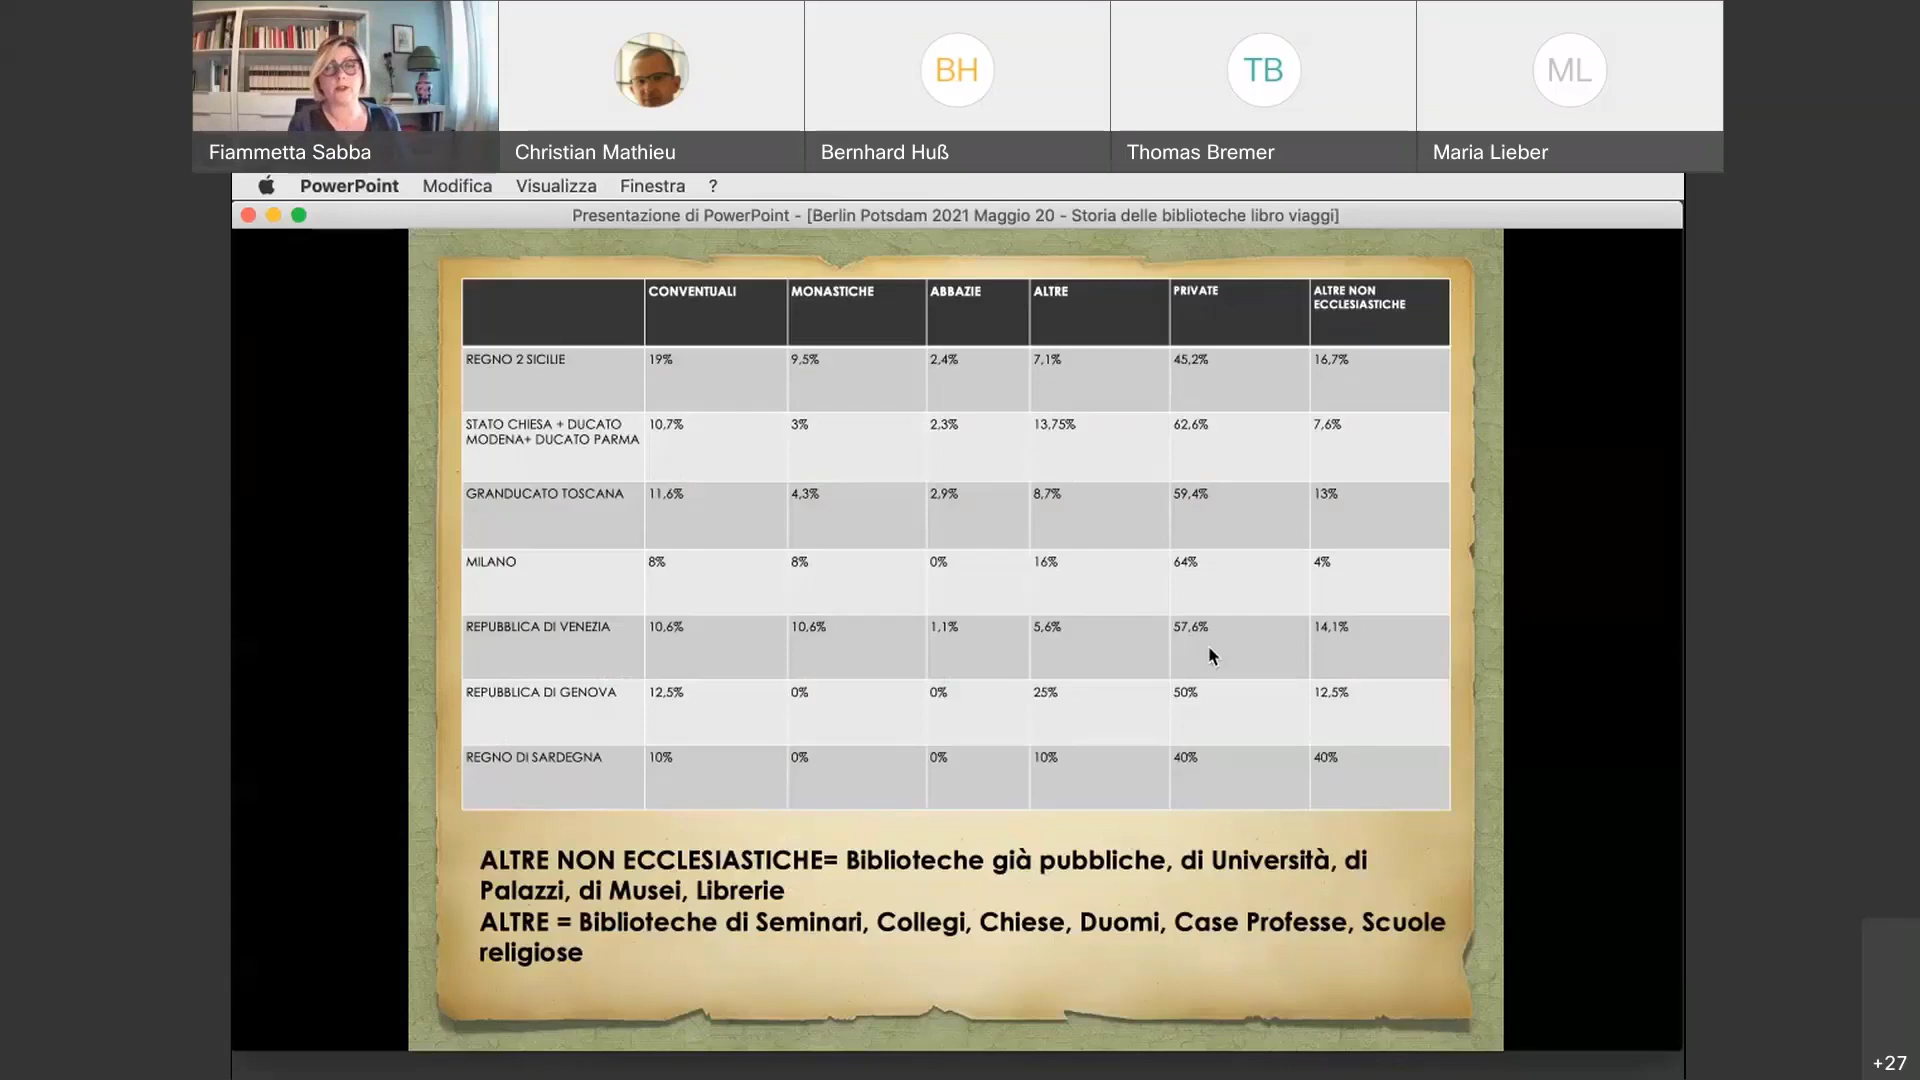 BH
TB
ML
Fiammetta Sabba
Christian Mathieu
Bernhard Huß
Thomas Bremer
Maria Lieber
PowerPoint Modifica Visualizza Finestra ?
Presentazione di PowerPoint - [Berlin Potsdam 2021 Maggio 20 - Storia delle biblioteche libro viaggi]
CONVENTUALI MONASTICHE ABBAZIE ALTRE PRIVATE ALTRE NON
ECCLESIASTICHE
REGNO 2 SICILIE 19% 9,5% 2,4% 7,1% 45,2% 16,7%
STATO CHIESA + DUCATO 10,7% 3% 2,3% 13,75% 62,6% 7,6%
MODENA+ DUCATO PARMA
GRANDUCATO TOSCANA 11,6% 4,3% 2,9% 8,7% 59,4% 13%
MILANO 8% 8% 0% 16% 64% 4%
REPUBBLICA DI VENEZIA 10,6% 10,6% 1,1% 5,6% 57,6% 14,1%
REPUBBLICA DI GENOVA 12,5% 0% 0% 25% 50% 12,5%
REGNO DI SARDEGNA 10% 0% 0% 10% 40% 40%
ALTRE NON ECCLESIASTICHE= Biblioteche già pubbliche, di Università, di
Palazzi, di Musei, Librerie
ALTRE = Biblioteche di Seminari, Collegi, Chiese, Duomi, Case Professe, Scuole
religiose
+27